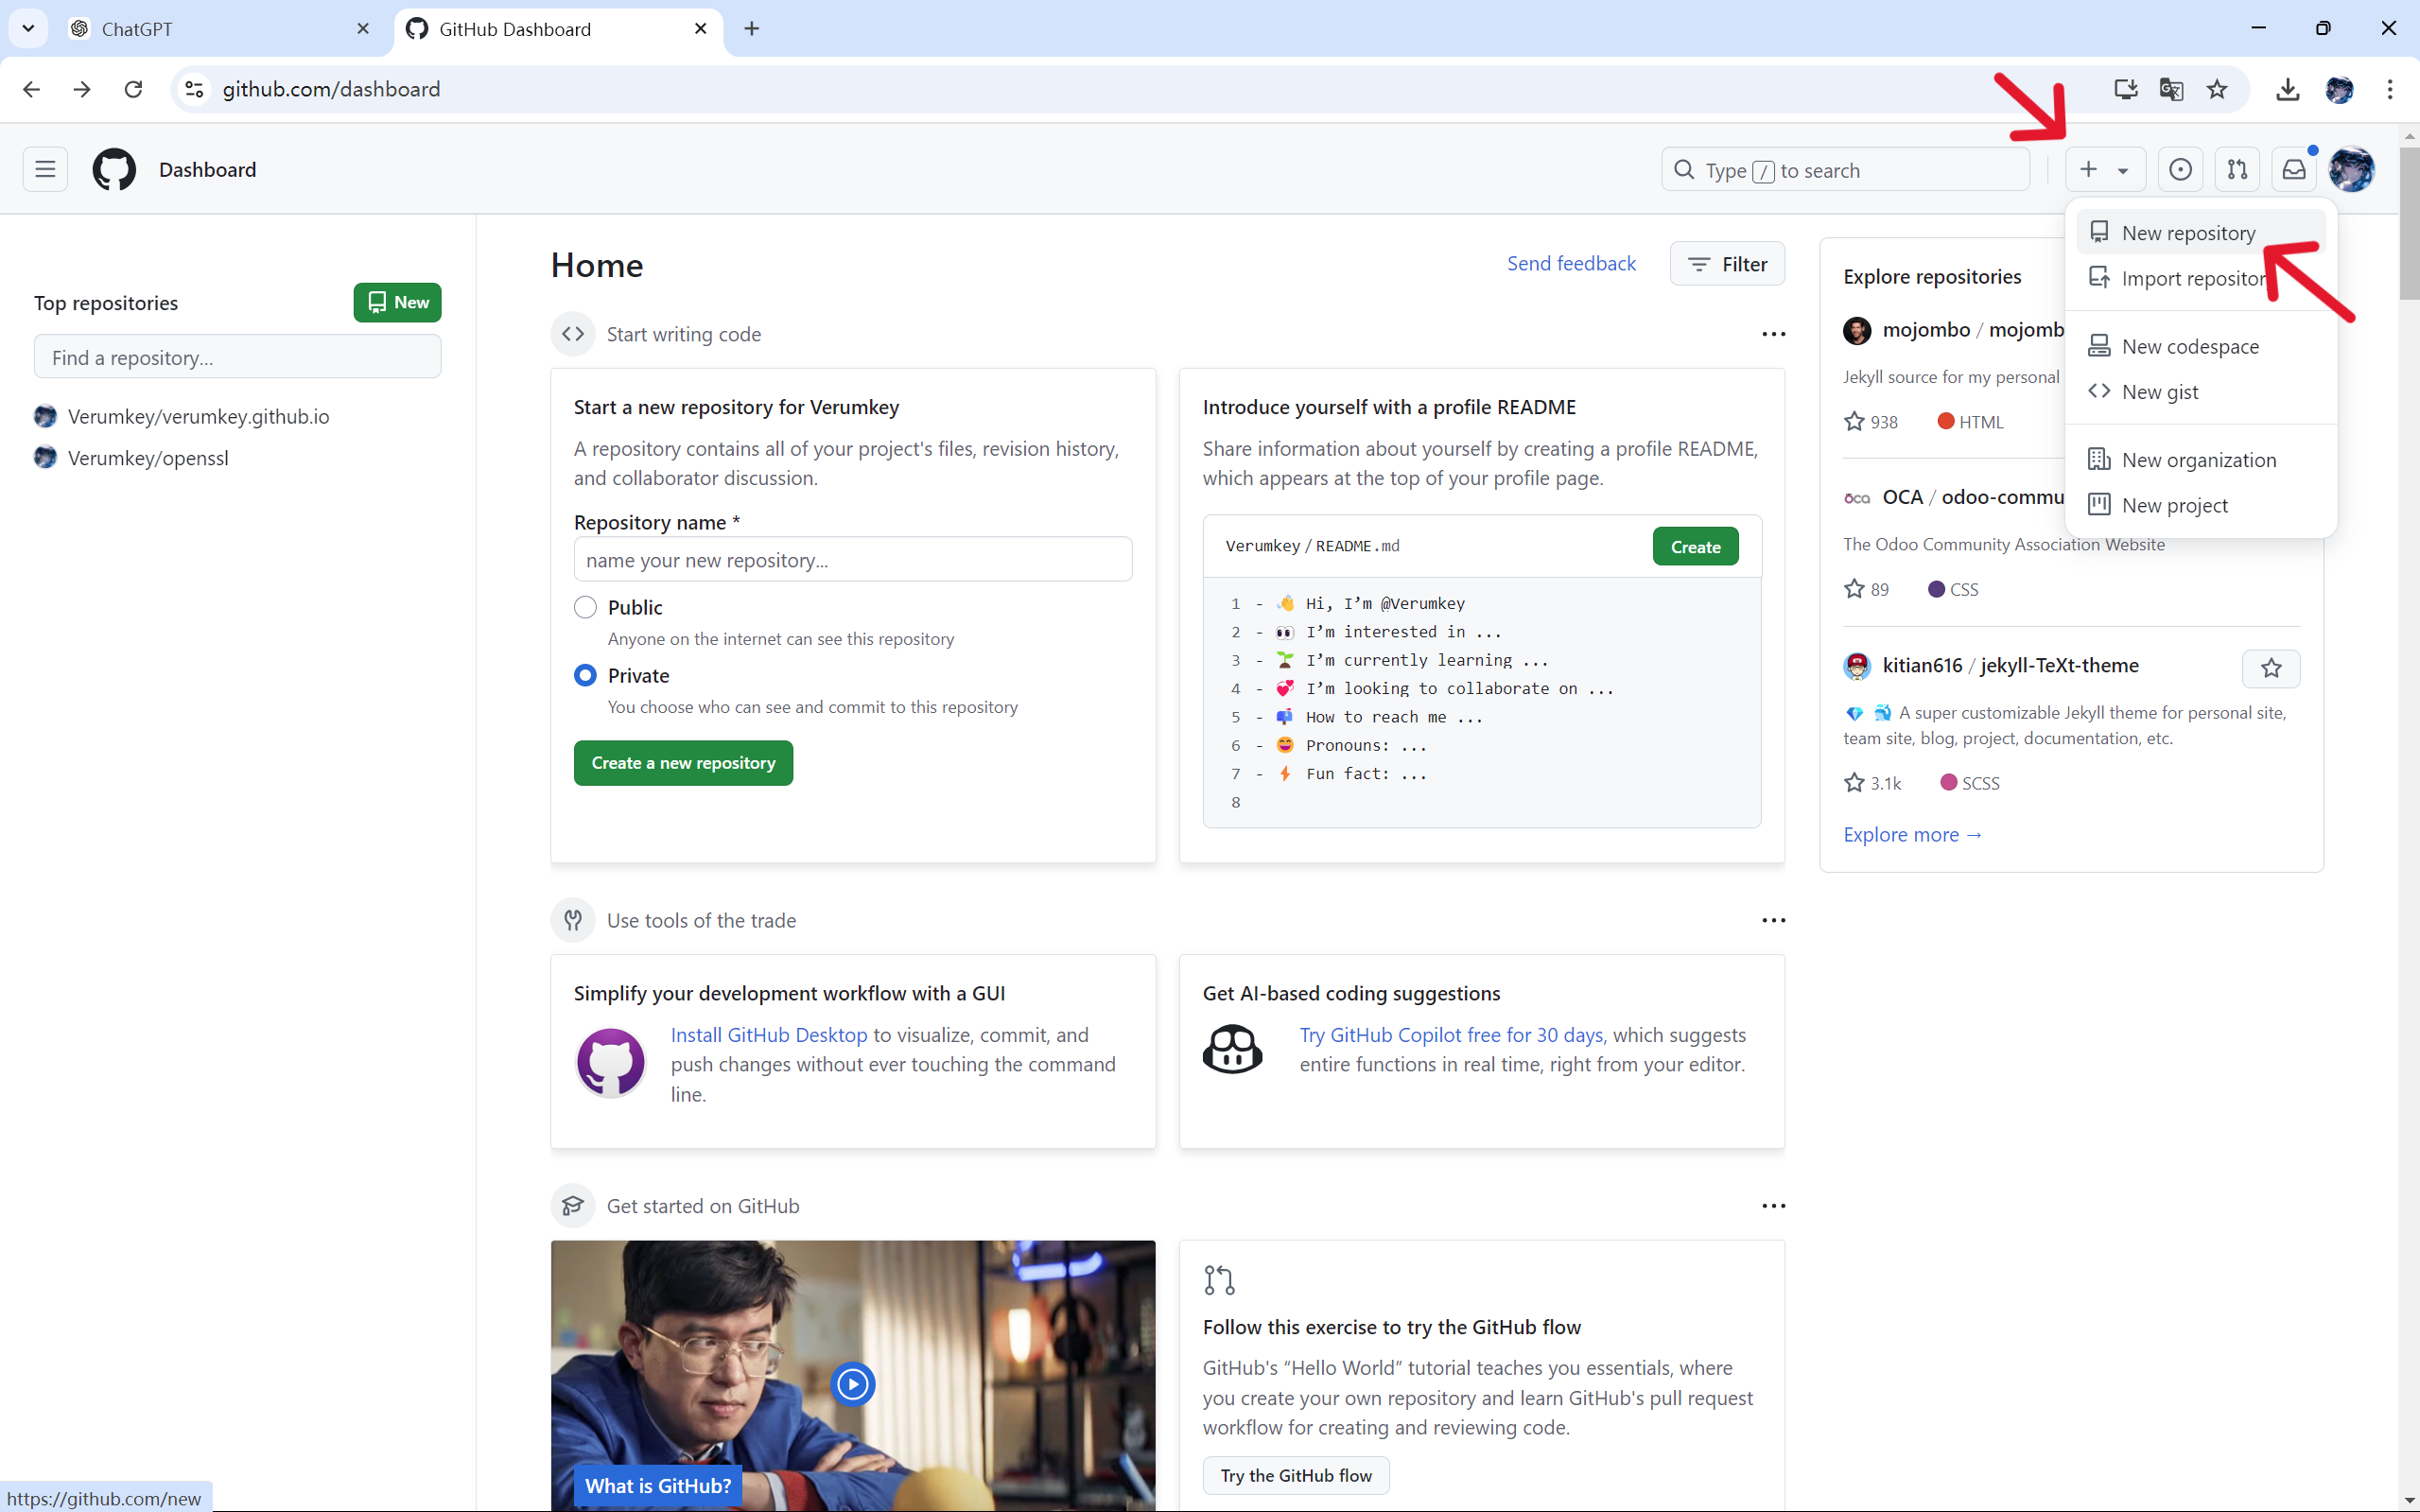 ChatGPT
GitHub Dashboard
github.com/dashboard
Dashboard
Type / to search
New repository
Import repositor
New codespace
New gist
New organization
New project
Top repositories
New
Find a repository...
Verumkey/verumkey.github.io
Verumkey/openssl
Home
Send feedback
Filter
Start writing code
Start a new repository for Verumkey
A repository contains all of your project's files, revision history,
and collaborator discussion.
Repository name *
name your new repository...
Public
Anyone on the internet can see this repository
Private
You choose who can see and commit to this repository
Create a new repository
Introduce yourself with a profile README
Share information about yourself by creating a profile README,
which appears at the top of your profile page.
Verumkey / README.md
Create
1 - 👋 Hi, I’m @Verumkey
2 - 👀 I’m interested in ...
3 - 🌱 I’m currently learning ...
4 - 💞️ I’m looking to collaborate on ...
5 - 📫 How to reach me ...
6 - 😄 Pronouns: ...
7 - ⚡ Fun fact: ...
8
Use tools of the trade
Simplify your development workflow with a GUI
Install GitHub Desktop to visualize, commit, and
push changes without ever touching the command
line.
Get AI-based coding suggestions
Try GitHub Copilot free for 30 days, which suggests
entire functions in real time, right from your editor.
Get started on GitHub
What is GitHub?
Follow this exercise to try the GitHub flow
GitHub's “Hello World” tutorial teaches you essentials, where
you create your own repository and learn GitHub's pull request
workflow for creating and reviewing code.
Try the GitHub flow
Explore repositories
mojombo / mojomb
Jekyll source for my personal
938 HTML
OCA / odoo-commu
The Odoo Community Association Website
89 CSS
kitian616 / jekyll-TeXt-theme
💎 🐳 A super customizable Jekyll theme for personal site,
team site, blog, project, documentation, etc.
3.1k SCSS
Explore more →
https://github.com/new